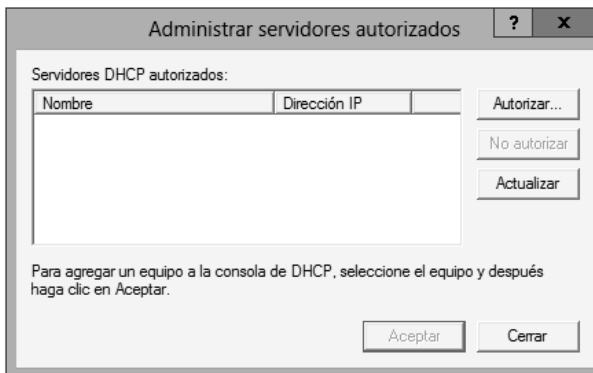 Administrar servidores autorizados
? x
Servidores DHCP autorizados:
Nombre Dirección IP
Autorizar...
No autorizar
Actualizar
Para agregar un equipo a la consola de DHCP, seleccione el equipo y después
haga clic en Aceptar.
Aceptar Cerrar